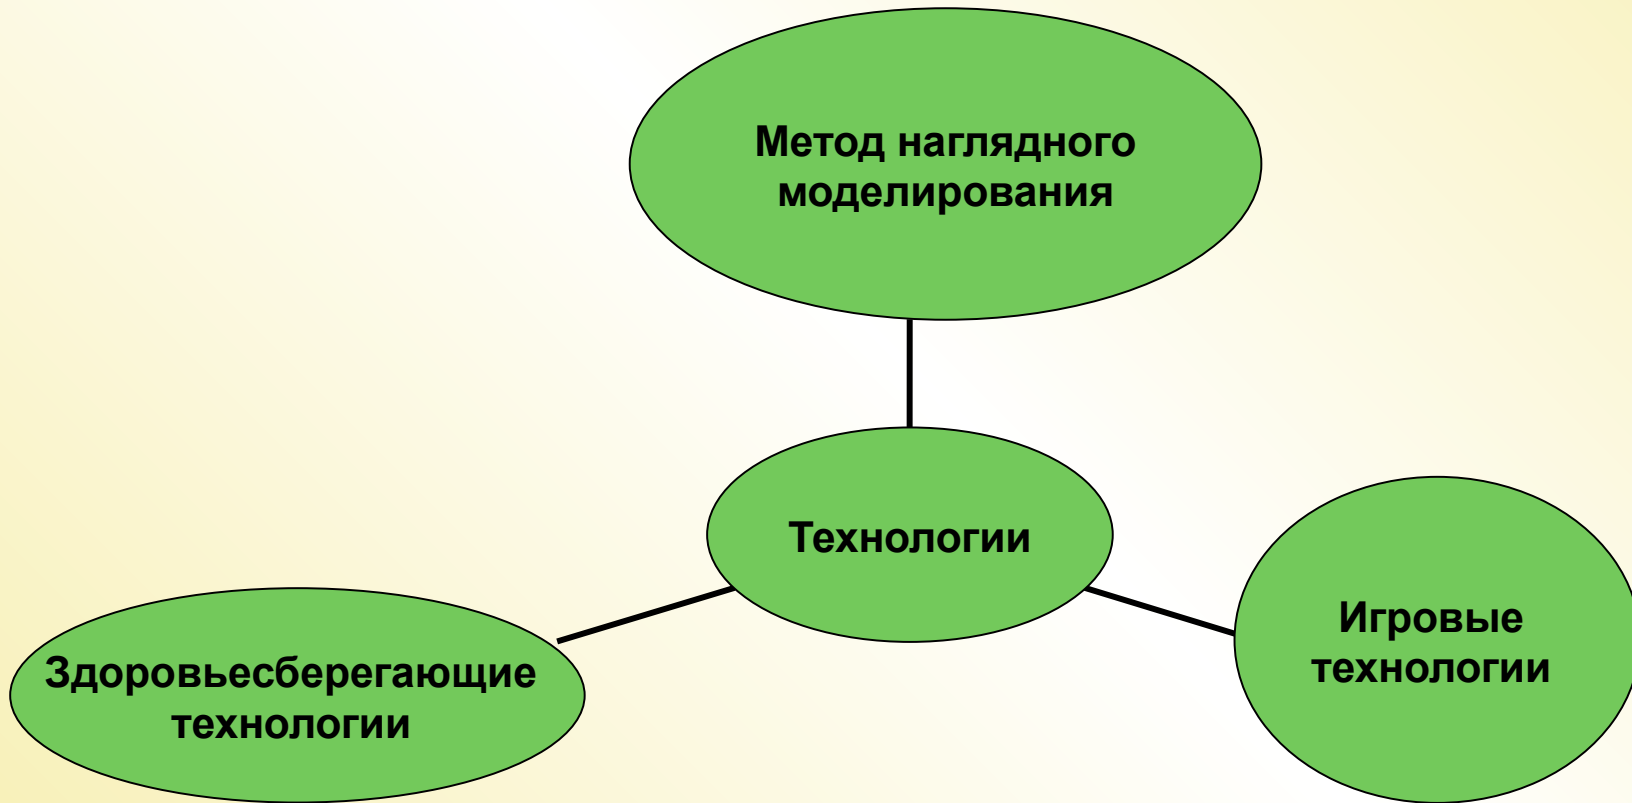 Метод наглядного
моделирования
Технологии
Игровые
технологии
Здоровьесберегающие
технологии